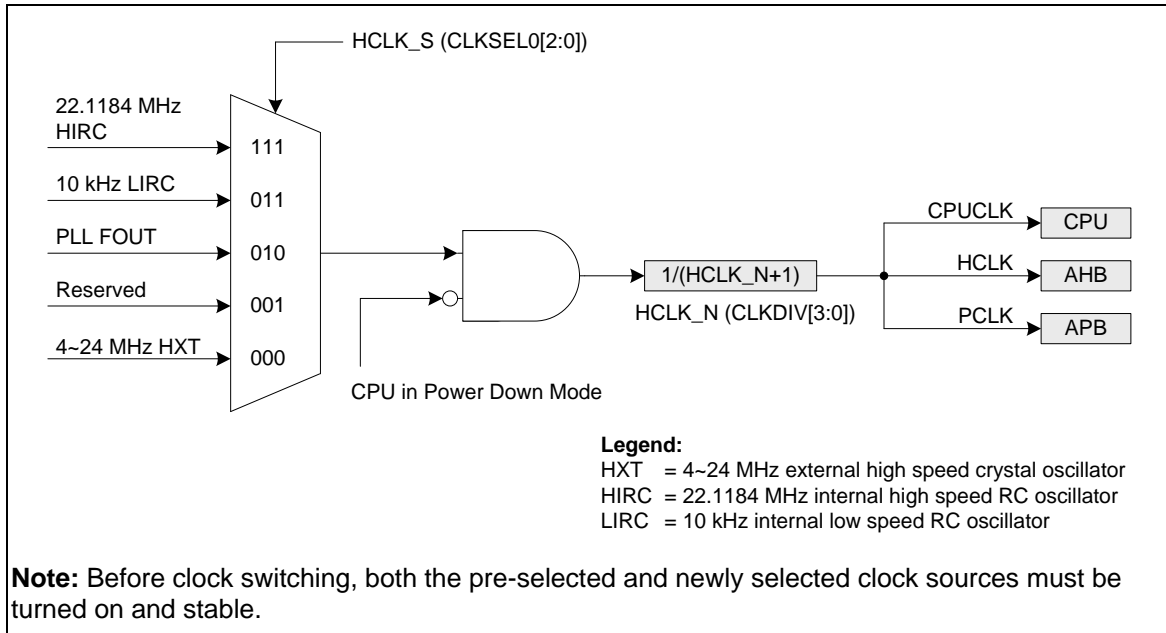 HCLK_S (CLKSEL0[2:0])
22.1184 MHz
HIRC
111
10 kHz LIRC
011
PLL FOUT
010
Reserved
001
4~24 MHz HXT
000
CPU in Power Down Mode
1/(HCLK_N+1)
HCLK_N (CLKDIV[3:0])
CPUCLK
CPU
HCLK
AHB
PCLK
APB
Legend:
HXT = 4~24 MHz external high speed crystal oscillator
HIRC = 22.1184 MHz internal high speed RC oscillator
LIRC = 10 kHz internal low speed RC oscillator
Note: Before clock switching, both the pre-selected and newly selected clock sources must be
turned on and stable.